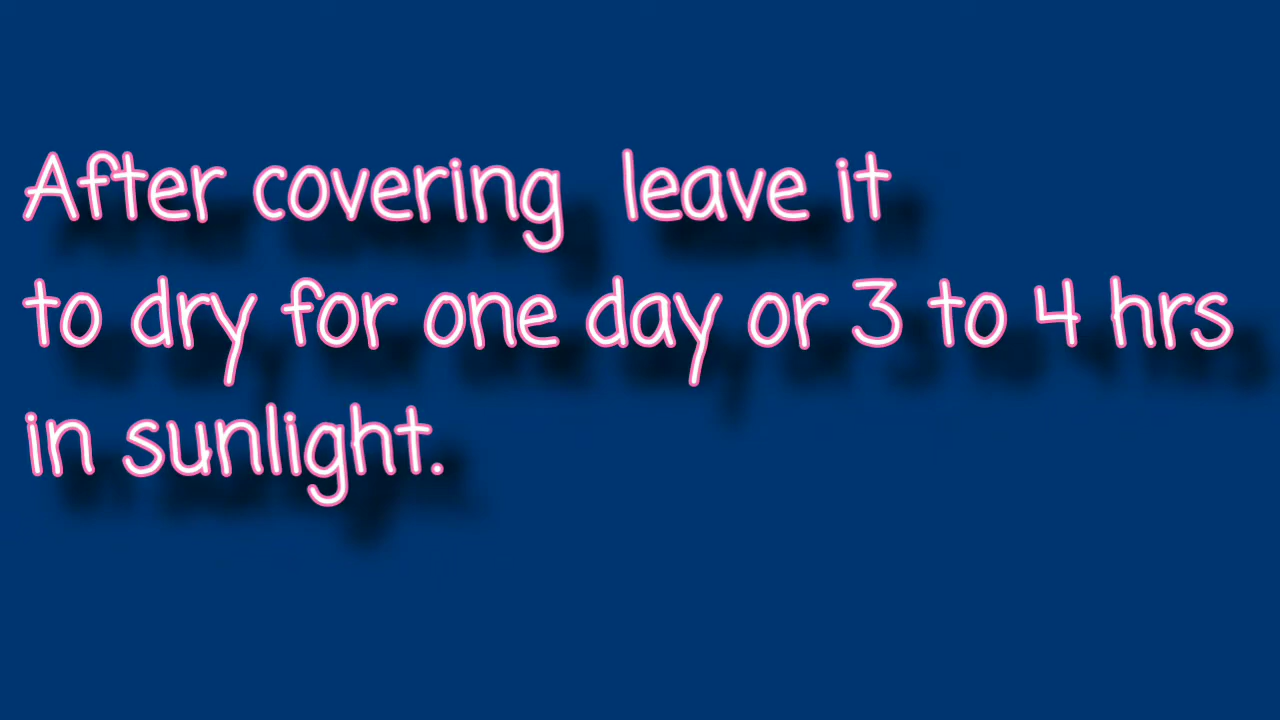 After covering  leave it
to dry for one day or 3 to 4 hrs
in sunlight.